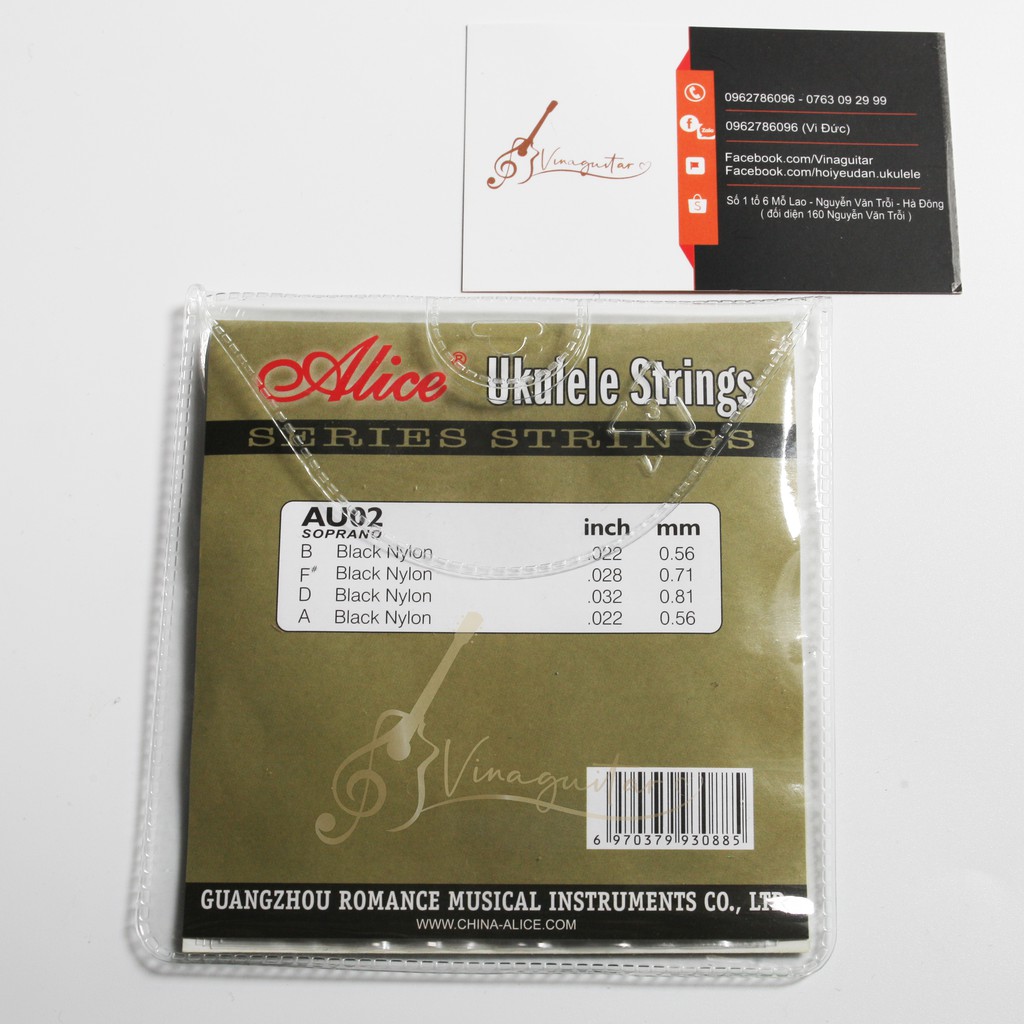 Vinaguitar
0962786096 - 0763 09 29 99
0962786096 (Vi Đức)
Facebook.com/Vinaguitar
Facebook.com/hoiyeudan.ukulele
Số 1 tổ 6 Mỗ Lao - Nguyễn Văn Trỗi - Hà Đông
( đối diện 160 Nguyễn Văn Trỗi )
Alice® Ukulele Strings
SERIES STRINGS
AU02 inch mm
SOPRANO
B Black Nylon .022 0.56
F# Black Nylon .028 0.71
D Black Nylon .032 0.81
A Black Nylon .022 0.56
Vinaguitar
6 970379 930885
GUANGZHOU ROMANCE MUSICAL INSTRUMENTS CO., LTD.
WWW.CHINA-ALICE.COM